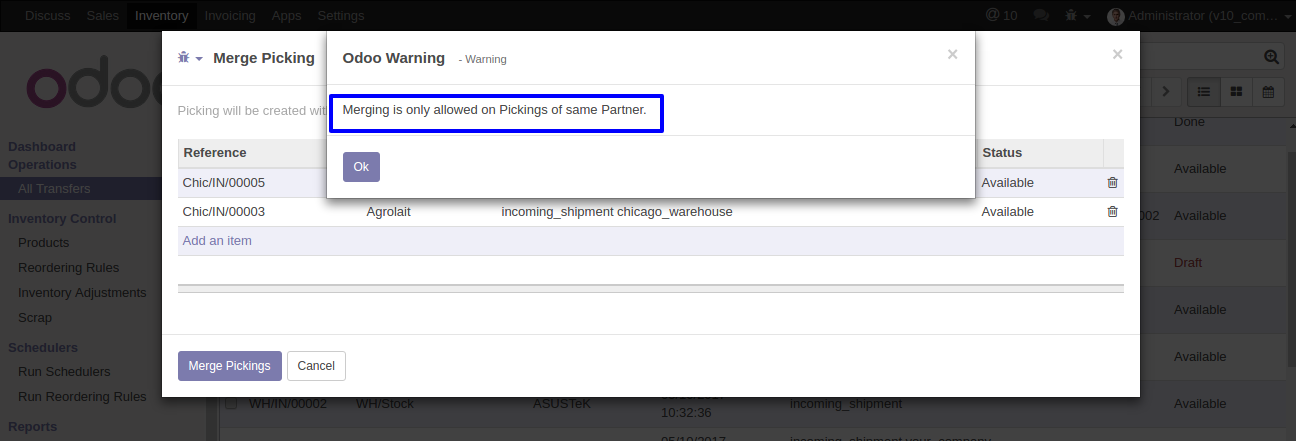 Discuss Sales Inventory Invoicing Apps Settings @ 10 Administrator (v10_com...
odoo
Merge Picking
Odoo Warning - Warning ×
×
Picking will be created wit
Merging is only allowed on Pickings of same Partner.
Ok
Reference Status
Chic/IN/00005 Available
Chic/IN/00003 Agrolait incoming_shipment chicago_warehouse Available
Add an item
Merge Pickings Cancel
Dashboard
Operations
All Transfers
Inventory Control
Products
Reordering Rules
Inventory Adjustments
Scrap
Schedulers
Run Schedulers
Run Reordering Rules
Reports
Done
Available
002 Available
Draft
Available
Available
WH/IN/00002 WH/Stock ASUSTeK 10:32:36 incoming_shipment Available
05/10/2017 incoming_shipment your_company